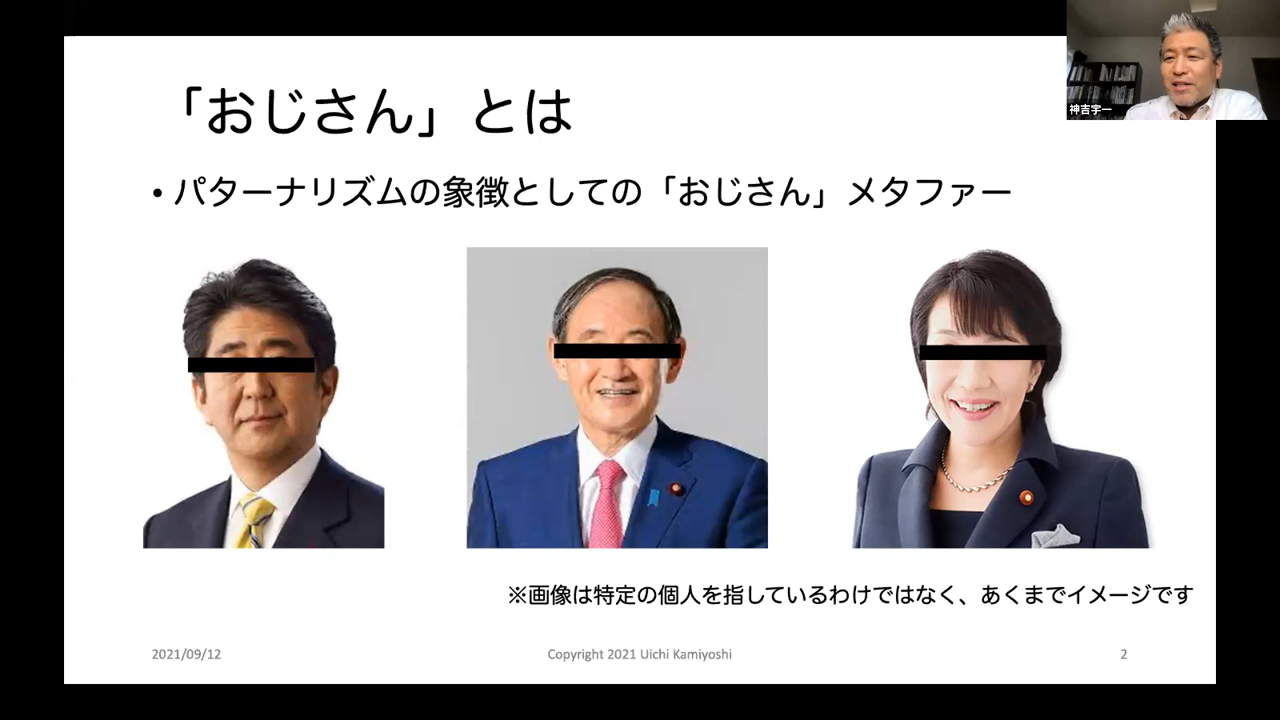 神吉宇一
「おじさん」とは
• パターナリズムの象徴としての「おじさん」メタファー
※画像は特定の個人を指しているわけではなく、あくまでイメージです
2021/09/12
Copyright 2021 Uichi Kamiyoshi
2